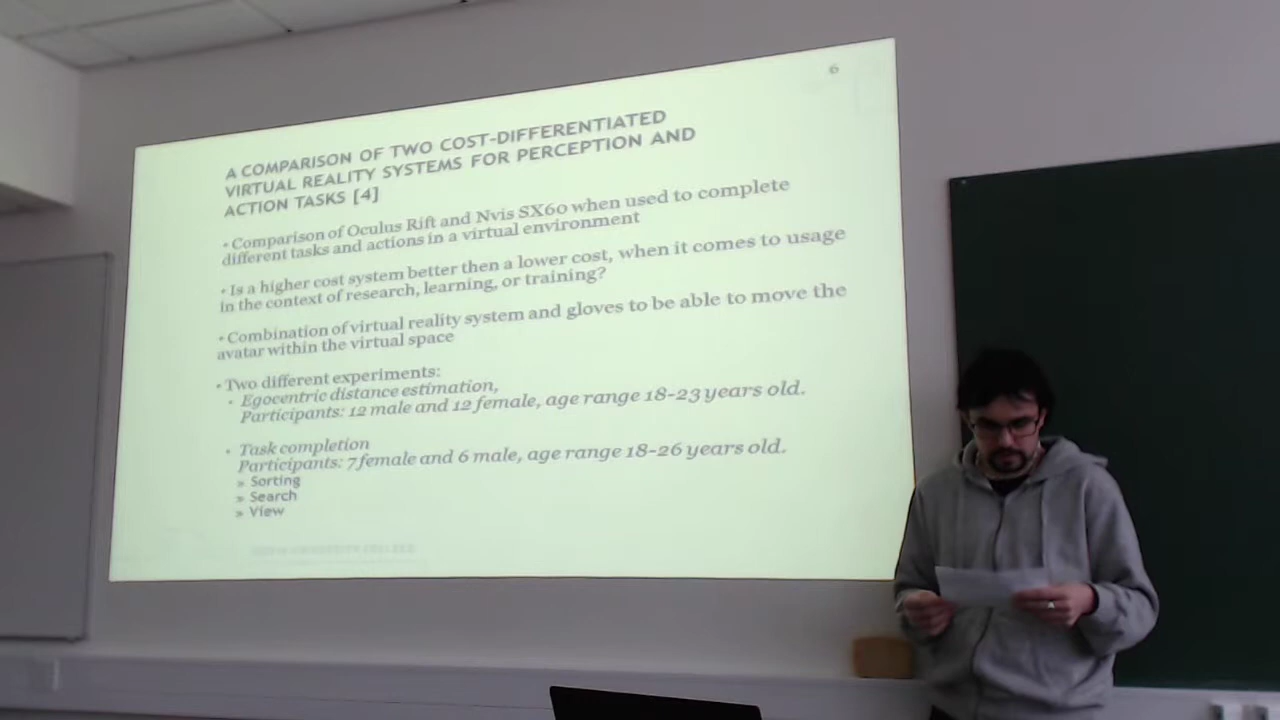 6
A COMPARISON OF TWO COST-DIFFERENTIATED
VIRTUAL REALITY SYSTEMS FOR PERCEPTION AND
ACTION TASKS [4]
• Comparison of Oculus Rift and Nvis SX60 when used to complete
different tasks and actions in a virtual environment
• Is a higher cost system better then a lower cost, when it comes to usage
in the context of research, learning, or training?
• Combination of virtual reality system and gloves to be able to move the
avatar within the virtual space
• Two different experiments:
• Egocentric distance estimation,
Participants: 12 male and 12 female, age range 18-23 years old.
• Task completion
Participants: 7 female and 6 male, age range 18-26 years old.
» Sorting
» Search
» View